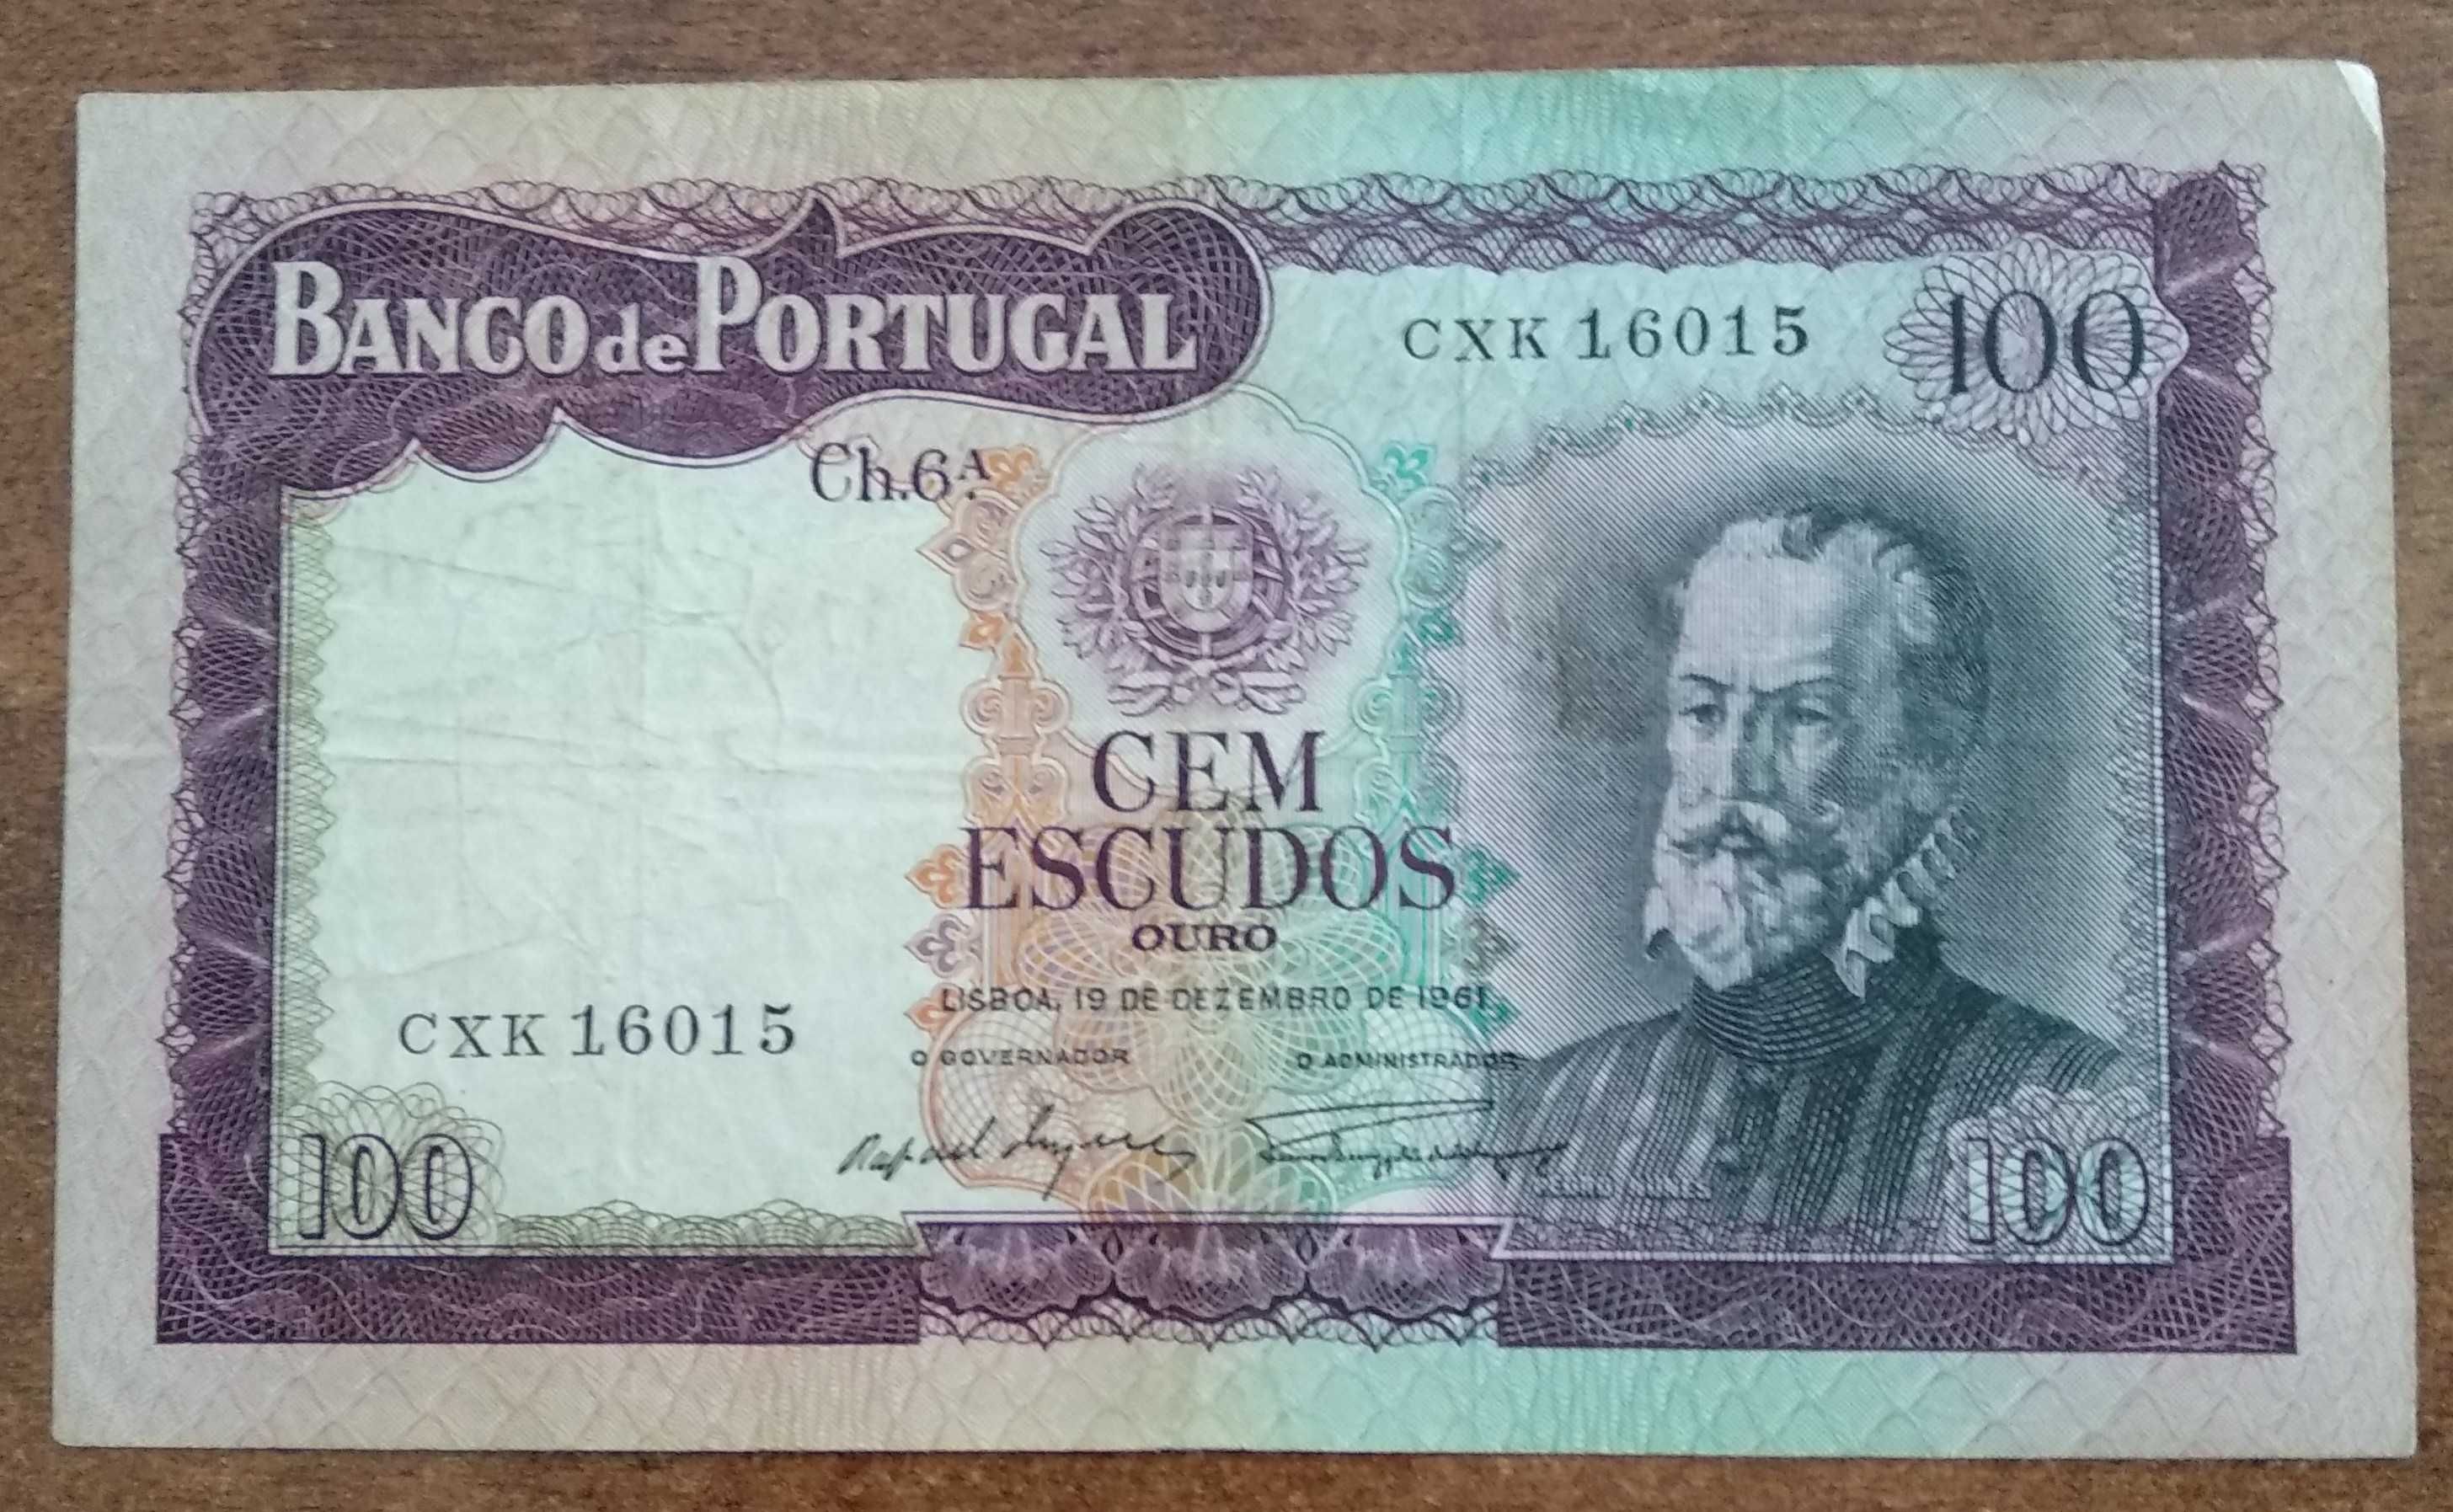 BANCO de PORTUGAL
CXK 16015
100
Ch.6.A
CEM
ESCUDOS
OURO
LISBOA, 19 DE DEZEMBRO DE 1961
CXK 16015
O GOVERNADOR
O ADMINISTRADOR
100
100